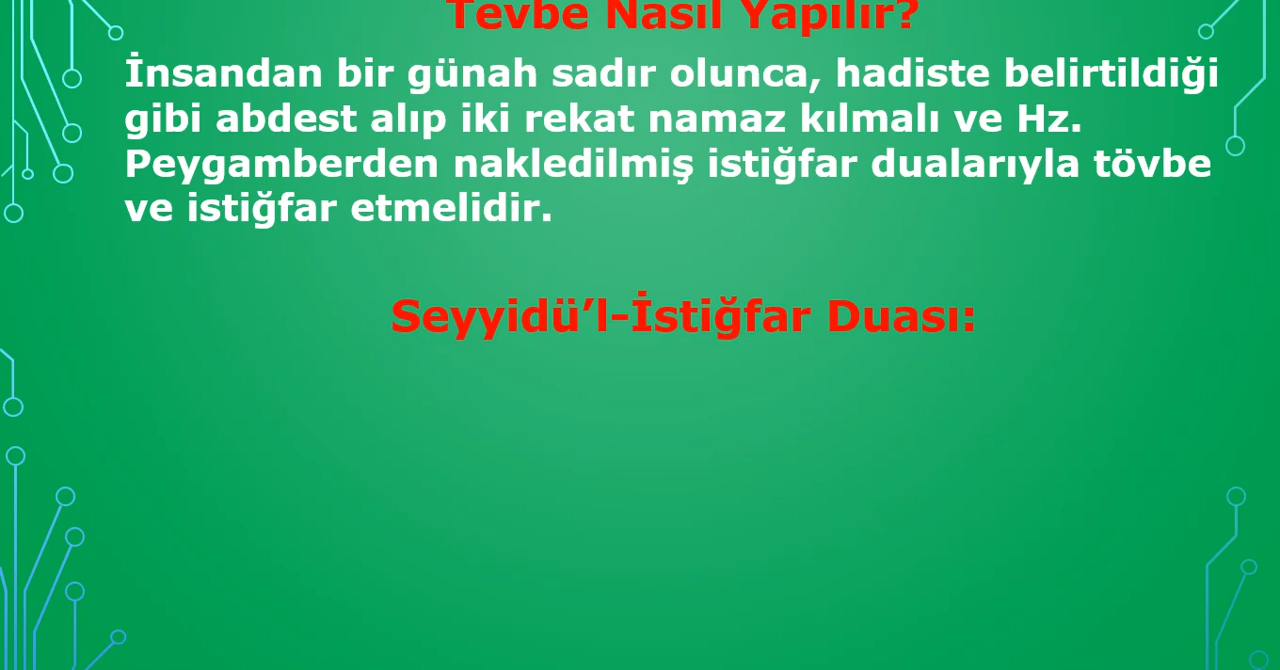 Tevbe Nasıl Yapılır?
İnsandan bir günah sadır olunca, hadiste belirtildiği
gibi abdest alıp iki rekat namaz kılmalı ve Hz.
Peygamberden nakledilmiş istiğfar dualarıyla tövbe
ve istiğfar etmelidir.
Seyyidü’l-İstiğfar Duası: